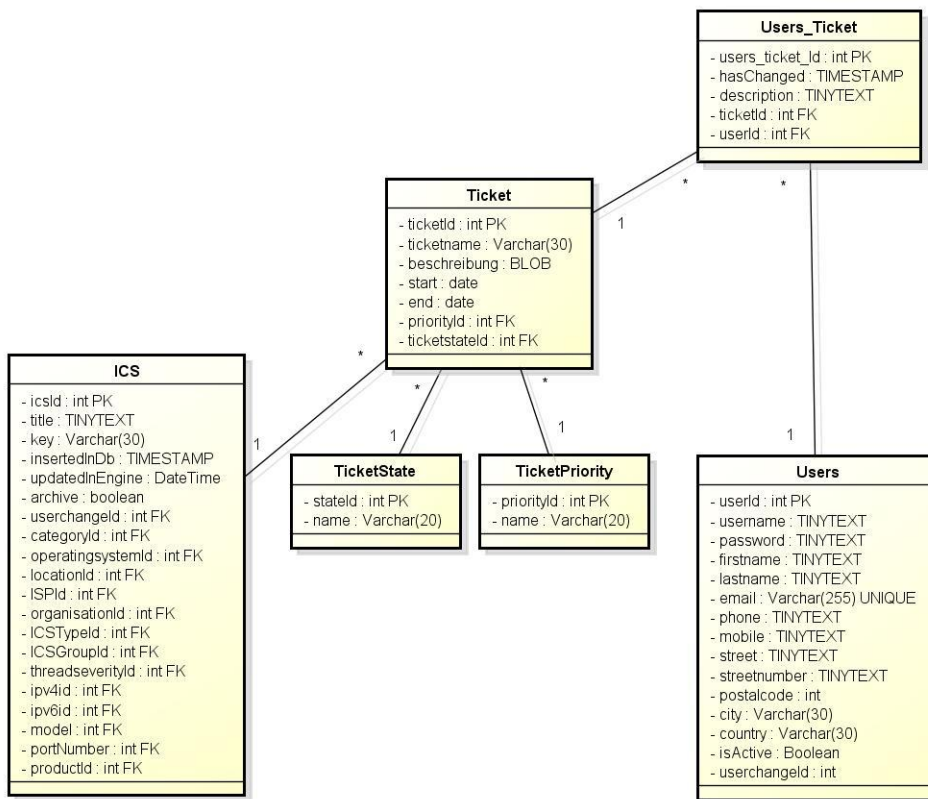 Users_Ticket
- users_ticket_Id : int PK
- hasChanged : TIMESTAMP
- description : TINYTEXT
- ticketId : int FK
- userId : int FK
*
*
1
Ticket
- ticketId : int PK
- ticketname : Varchar(30)
- beschreibung : BLOB
- start : date
- end : date
- priorityId : int FK
- ticketstateId : int FK
*
*
*
1
1
1
1
ICS
- icsId : int PK
- title : TINYTEXT
- key : Varchar(30)
- insertedInDb : TIMESTAMP
- updatedInEngine : DateTime
- archive : boolean
- userchangeId : int FK
- categoryId : int FK
- operatingsystemId : int FK
- locationId : int FK
- ISPId : int FK
- organisationId : int FK
- ICSTypeId : int FK
- ICSGroupId : int FK
- threadseverityId : int FK
- ipv4id : int FK
- ipv6id : int FK
- model : int FK
- portNumber : int FK
- productId : int FK
TicketState
- stateId : int PK
- name : Varchar(20)
TicketPriority
- priorityId : int PK
- name : Varchar(20)
Users
- userId : int PK
- username : TINYTEXT
- password : TINYTEXT
- firstname : TINYTEXT
- lastname : TINYTEXT
- email : Varchar(255) UNIQUE
- phone : TINYTEXT
- mobile : TINYTEXT
- street : TINYTEXT
- streetnumber : TINYTEXT
- postalcode : int
- city : Varchar(30)
- country : Varchar(30)
- isActive : Boolean
- userchangeId : int